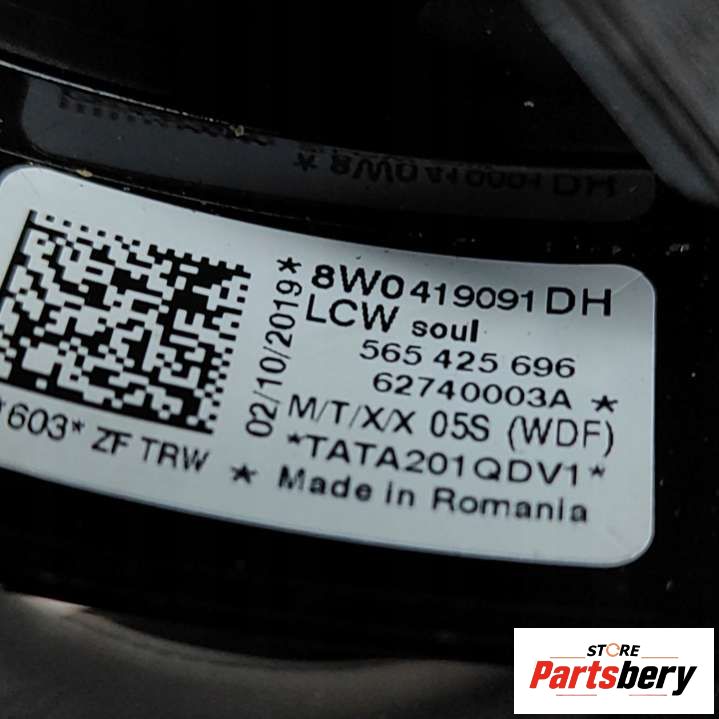 * 8W0419091DH
*8W0419091DH
LCW soul
565 425 696
62740003A *
M/T/X/X 05S (WDF)
*TATA201QDV1*
02/10/2019
*603* ZF TRW * Made in Romania
STORE
Partsbery